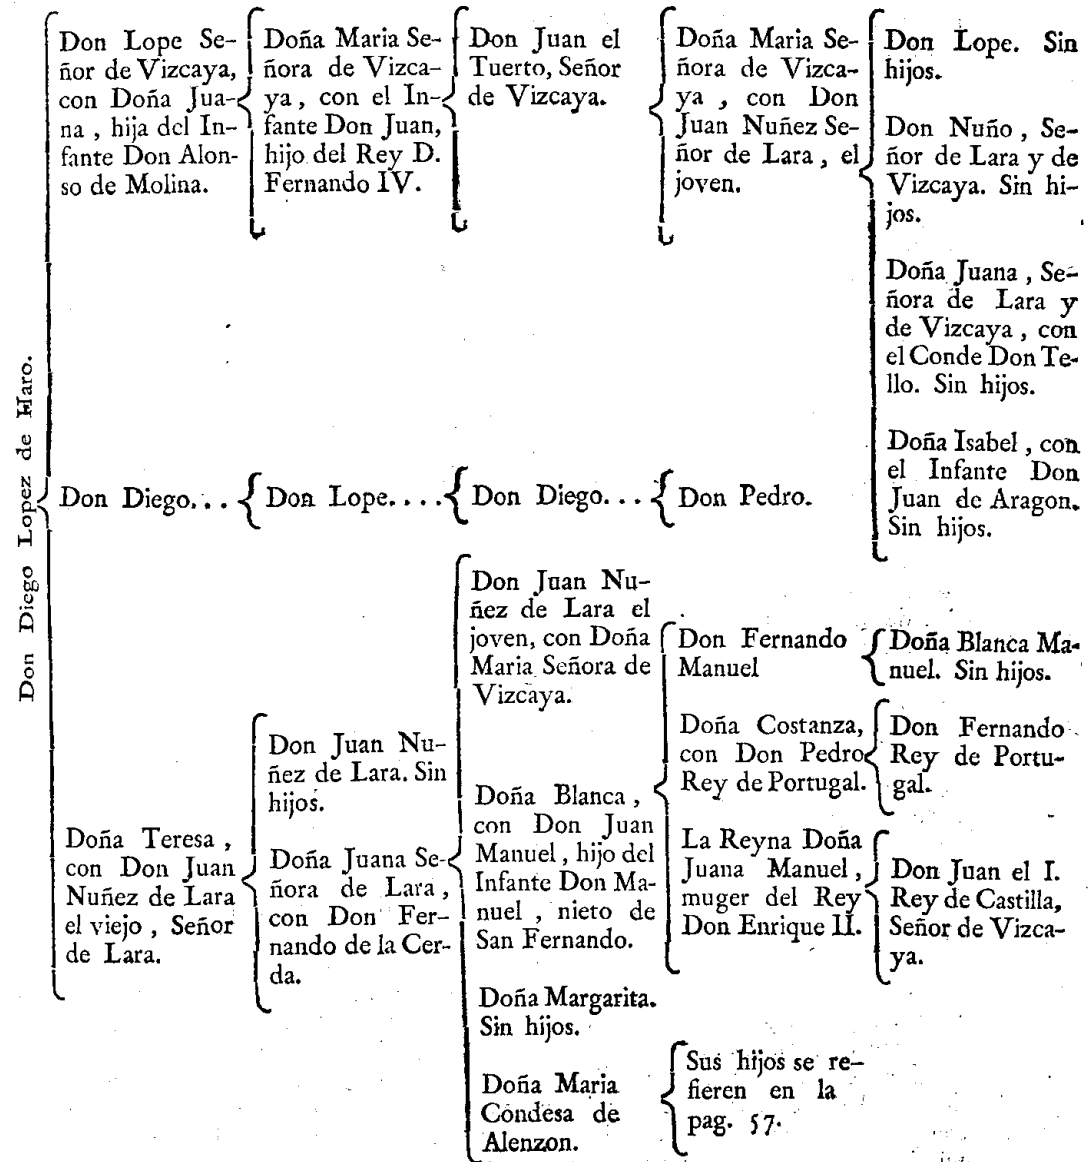 Don Diego Lopez de Haro.
Don Lope Se-
ñor de Vizcaya,
con Doña Jua-
na , hija del In-
fante Don Alon-
so de Molina.
Doña Maria Se-
ñora de Vizca-
ya , con el In-
fante Don Juan,
hijo del Rey D.
Fernando IV.
Don Juan el
Tuerto, Señor
de Vizcaya.
Doña Maria Se-
ñora de Vizca-
ya , con Don
Juan Nuñez Se-
ñor de Lara , el
joven.
Don Lope. Sin
hijos.
Don Nuño , Se-
ñor de Lara y de
Vizcaya. Sin hi-
jos.
Doña Juana , Se-
ñora de Lara y
de Vizcaya , con
el Conde Don Te-
llo. Sin hijos.
Doña Isabel , con
el Infante Don
Juan de Aragon.
Sin hijos.
Don Diego...
Don Lope....
Don Diego...
Don Pedro.
Doña Teresa ,
con Don Juan
Nuñez de Lara
el viejo , Señor
de Lara.
Don Juan Nu-
ñez de Lara. Sin
hijos.
Doña Juana Se-
ñora de Lara ,
con Don Fer-
nando de la Cer-
da.
Don Juan Nu-
ñez de Lara el
joven, con Doña
Maria Señora de
Vizcaya.
Doña Blanca ,
con Don Juan
Manuel , hijo del
Infante Don Ma-
nuel , nieto de
San Fernando.
Doña Margarita.
Sin hijos.
Doña Maria
Condesa de
Alenzon.
Don Fernando
Manuel
Doña Costanza,
con Don Pedro
Rey de Portugal.
La Reyna Doña
Juana Manuel ,
muger del Rey
Don Enrique II.
Sus hijos se re-
fieren en la
pag. 57.
Doña Blanca Ma-
nuel. Sin hijos.
Don Fernando
Rey de Portu-
gal.
Don Juan el I.
Rey de Castilla,
Señor de Vizca-
ya.